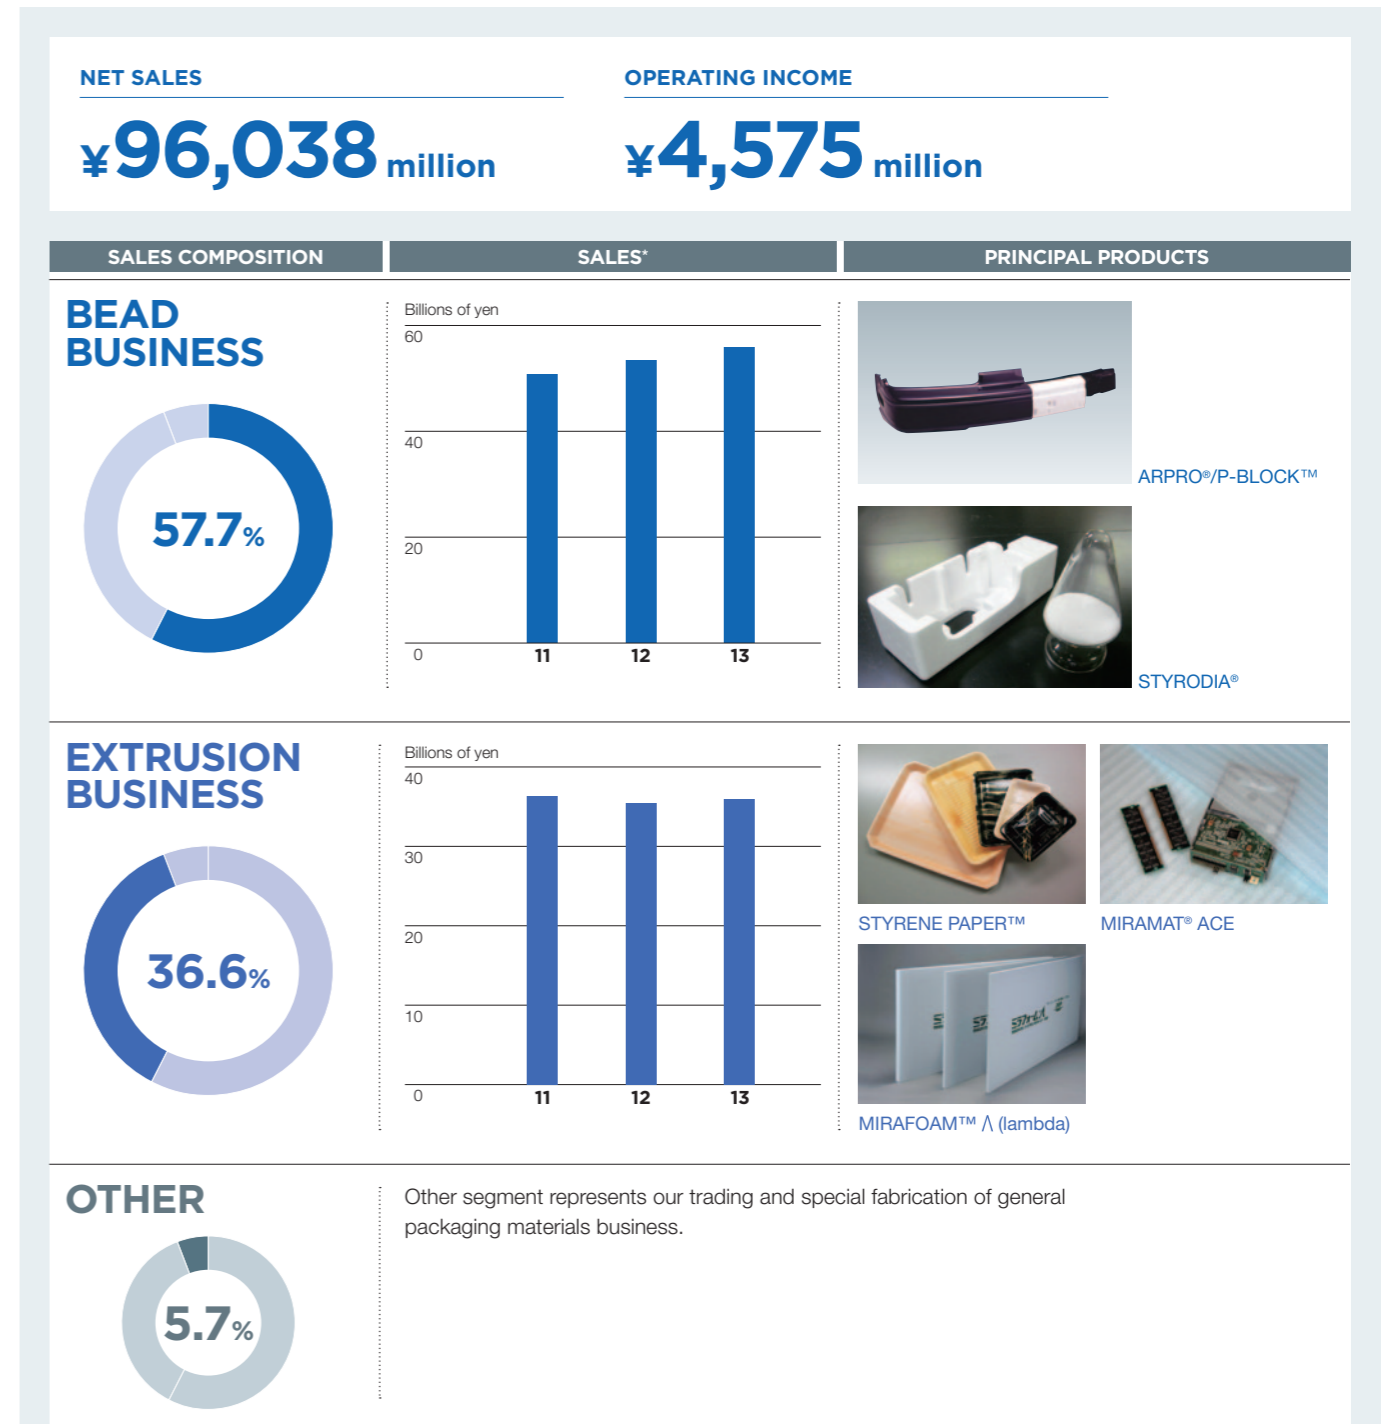 NET SALES
¥96,038 million
OPERATING INCOME
¥4,575 million
SALES COMPOSITION
SALES*
PRINCIPAL PRODUCTS
BEAD
BUSINESS
57.7%
Billions of yen
60
40
20
0
11 12 13
ARPRO®/P-BLOCK™
STYRODIA®
EXTRUSION
BUSINESS
36.6%
Billions of yen
40
30
20
10
0
11 12 13
STYRENE PAPER™
MIRAMAT® ACE
MIRAFOAM™ Λ (lambda)
OTHER
5.7%
Other segment represents our trading and special fabrication of general
packaging materials business.